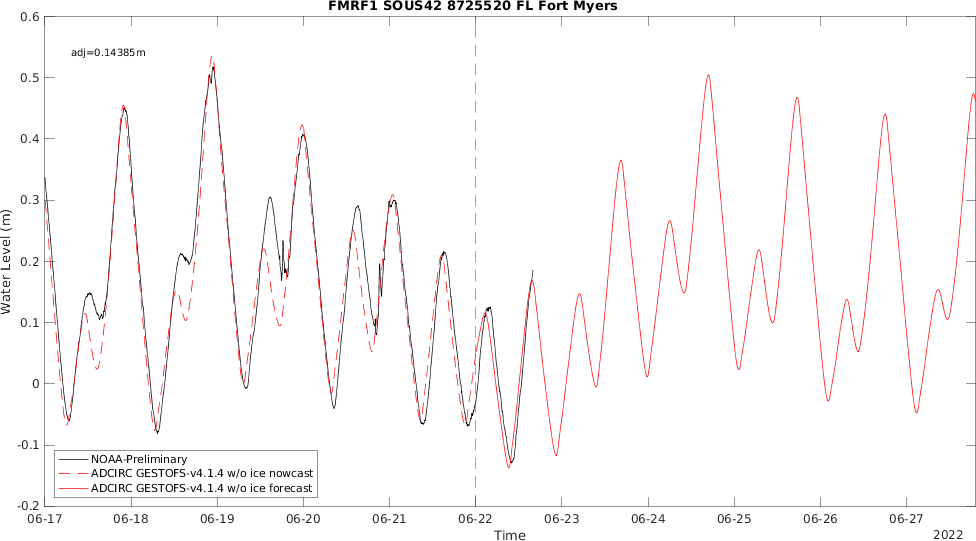 FMRF1 SOUS42 8725520 FL Fort Myers
0.6
adj=0.14385m
0.5
0.4
0.3
0.2
0.1
0
-0.1
-0.2
Water Level (m)
NOAA-Preliminary
ADCIRC GESTOFS-v4.1.4 w/o ice nowcast
ADCIRC GESTOFS-v4.1.4 w/o ice forecast
06-17 06-18 06-19 06-20 06-21 06-22 06-23 06-24 06-25 06-26 06-27
Time
2022